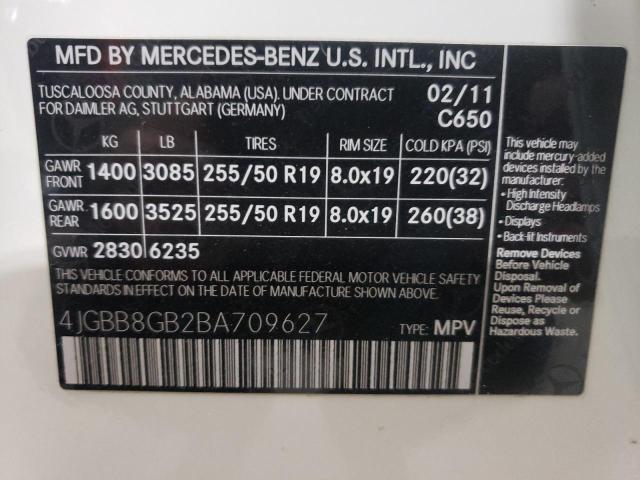 MFD BY MERCEDES-BENZ U.S. INTL., INC
TUSCALOOSA COUNTY, ALABAMA (USA). UNDER CONTRACT
FOR DAIMLER AG, STUTTGART (GERMANY)
02/11
C650
KG LB TIRES RIM SIZE COLD KPA (PSI)
GAWR
FRONT 1400 3085 255/50 R19 8.0x19 220(32)
GAWR
REAR 1600 3525 255/50 R19 8.0x19 260(38)
GVWR 2830 6235
THIS VEHICLE CONFORMS TO ALL APPLICABLE FEDERAL MOTOR VEHICLE SAFETY
STANDARDS IN EFFECT ON THE DATE OF MANUFACTURE SHOWN ABOVE.
4JGBB8GB2BA709627
TYPE: MPV
This vehicle may
include mercury-added
devices installed by the
manufacturer:
• High Intensity
Discharge Headlamps
• Displays
• Back-lit Instruments
Remove Devices
Before Vehicle
Disposal.
Upon Removal of
Devices Please
Reuse, Recycle or
Dispose as
Hazardous Waste.